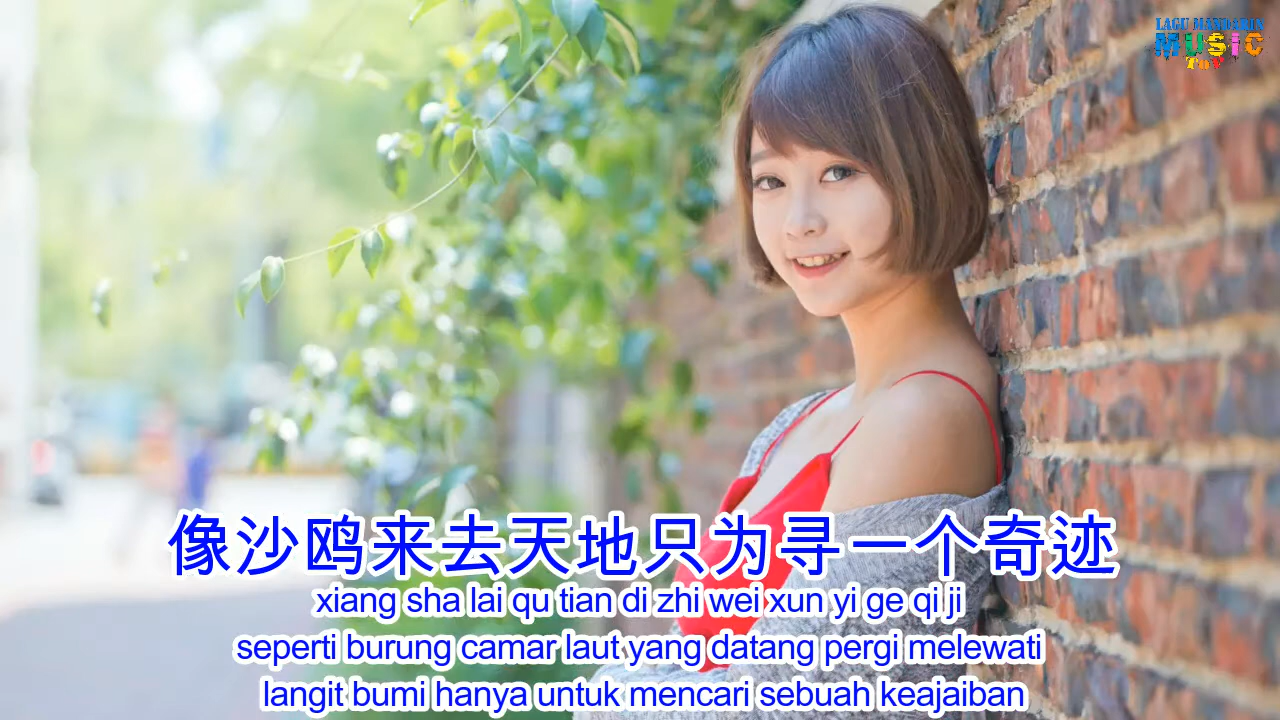 LAGU MANDARIN
MUSIC
TnV
像沙鸥来去天地只为寻一个奇迹
xiang sha lai qu tian di zhi wei xun yi ge qi ji
seperti burung camar laut yang datang pergi melewati
langit bumi hanya untuk mencari sebuah keajaiban